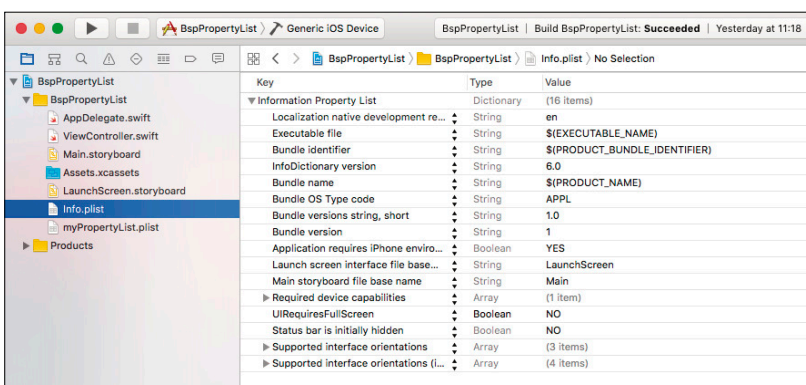 BspPropertyList Generic iOS Device BspPropertyList | Build BspPropertyList: Succeeded | Yesterday at 11:18
BspPropertyList BspPropertyList Info.plist No Selection
BspPropertyList
BspPropertyList
AppDelegate.swift
ViewController.swift
Main.storyboard
Assets.xcassets
LaunchScreen.storyboard
Info.plist
myPropertyList.plist
Products
Key Type Value
Information Property List Dictionary (16 items)
Localization native development re... String en
Executable file String $(EXECUTABLE_NAME)
Bundle identifier String $(PRODUCT_BUNDLE_IDENTIFIER)
InfoDictionary version String 6.0
Bundle name String $(PRODUCT_NAME)
Bundle OS Type code String APPL
Bundle versions string, short String 1.0
Bundle version String 1
Application requires iPhone enviro... Boolean YES
Launch screen interface file base... String LaunchScreen
Main storyboard file base name String Main
Required device capabilities Array (1 item)
UIRequiresFullScreen Boolean NO
Status bar is initially hidden Boolean NO
Supported interface orientations Array (3 items)
Supported interface orientations (i... Array (4 items)